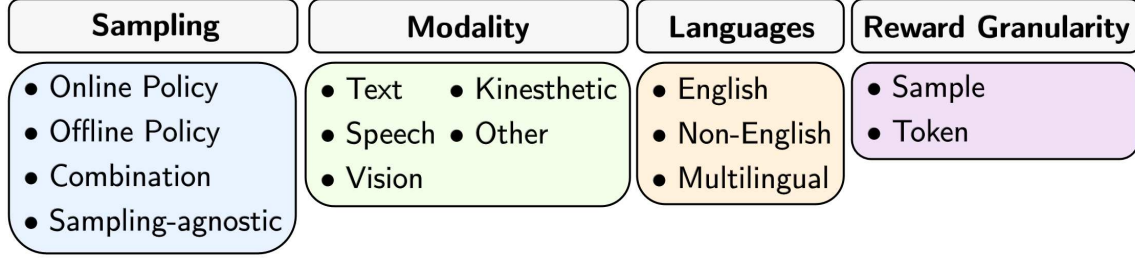 Sampling
• Online Policy
• Offline Policy
• Combination
• Sampling-agnostic
Modality
• Text • Kinesthetic
• Speech • Other
• Vision
Languages
• English
• Non-English
• Multilingual
Reward Granularity
• Sample
• Token